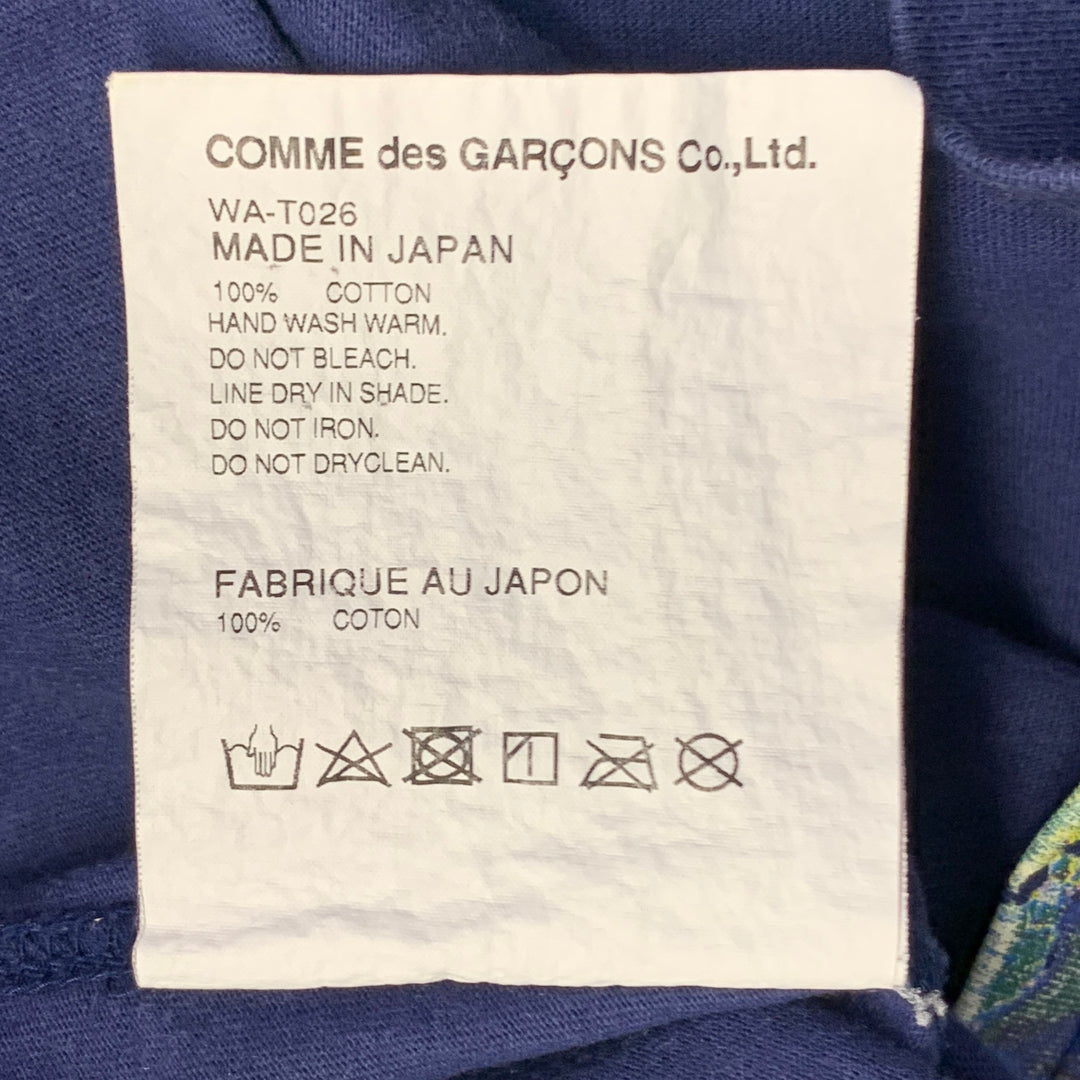 COMME des GARÇONS Co.,Ltd.
WA-T026
MADE IN JAPAN
100% COTTON
HAND WASH WARM.
DO NOT BLEACH.
LINE DRY IN SHADE.
DO NOT IRON.
DO NOT DRYCLEAN.
FABRIQUE AU JAPON
100% COTON